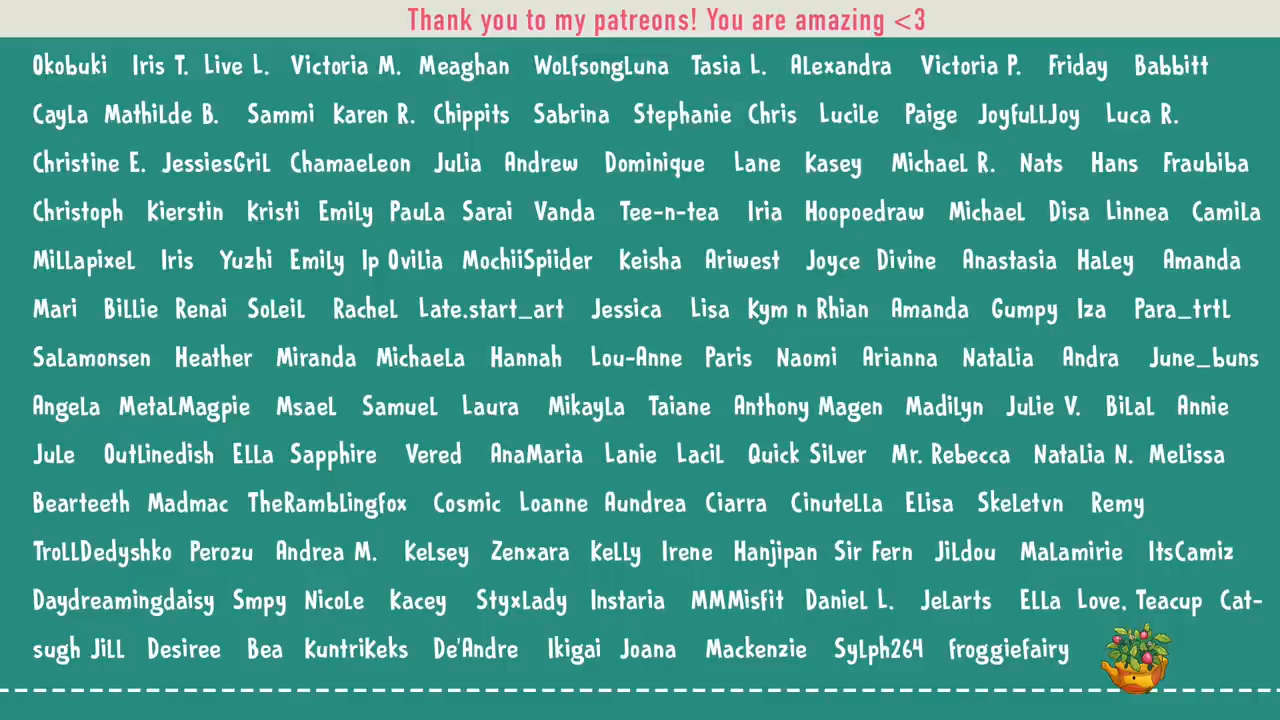 Thank you to my patreons! You are amazing <3
Okobuki Iris T. Live L. Victoria M. Meaghan WolfsongLuna Tasia L. Alexandra Victoria P. Friday Babbitt
Cayla Mathilde B. Sammi Karen R. Chippits Sabrina Stephanie Chris Lucile Paige JoyfullJoy Luca R.
Christine E. JessiesGril Chamaeleon Julia Andrew Dominique Lane Kasey Michael R. Nats Hans Fraubiba
Christoph Kierstin Kristi Emily Paula Sarai Vanda Tee-n-tea Iria Hoopoedraw Michael Disa Linnea Camila
Millapixel Iris Yuzhi Emily Ip Ovilia MochiiSpiider Keisha Ariwest Joyce Divine Anastasia Haley Amanda
Mari Billie Renai Soleil Rachel Late.start_art Jessica Lisa Kym n Rhian Amanda Gumpy Iza Para_trtl
Salamonsen Heather Miranda Michaela Hannah Lou-Anne Paris Naomi Arianna Natalia Andra June_buns
Angela MetalMagpie Msael Samuel Laura Mikayla Taiane Anthony Magen Madilyn Julie V. Bilal Annie
Jule Outlinedish Ella Sapphire Vered AnaMaria Lanie Lacil Quick Silver Mr. Rebecca Natalia N. Melissa
Bearteeth Madmac TheRamblingfox Cosmic Loanne Aundrea Ciarra Cinutella Elisa Skeletvn Remy
TrollDedyshko Perozu Andrea M. Kelsey Zenxara Kelly Irene Hanjipan Sir Fern Jildou Malamirie ItsCamiz
Daydreamingdaisy Smpy Nicole Kacey StyxLady Instaria MMMisfit Daniel L. Jelarts Ella Love. Teacup Cat-
sugh Jill Desiree Bea KuntriKeks De'Andre Ikigai Joana Mackenzie Sylph264 FroggieFairy